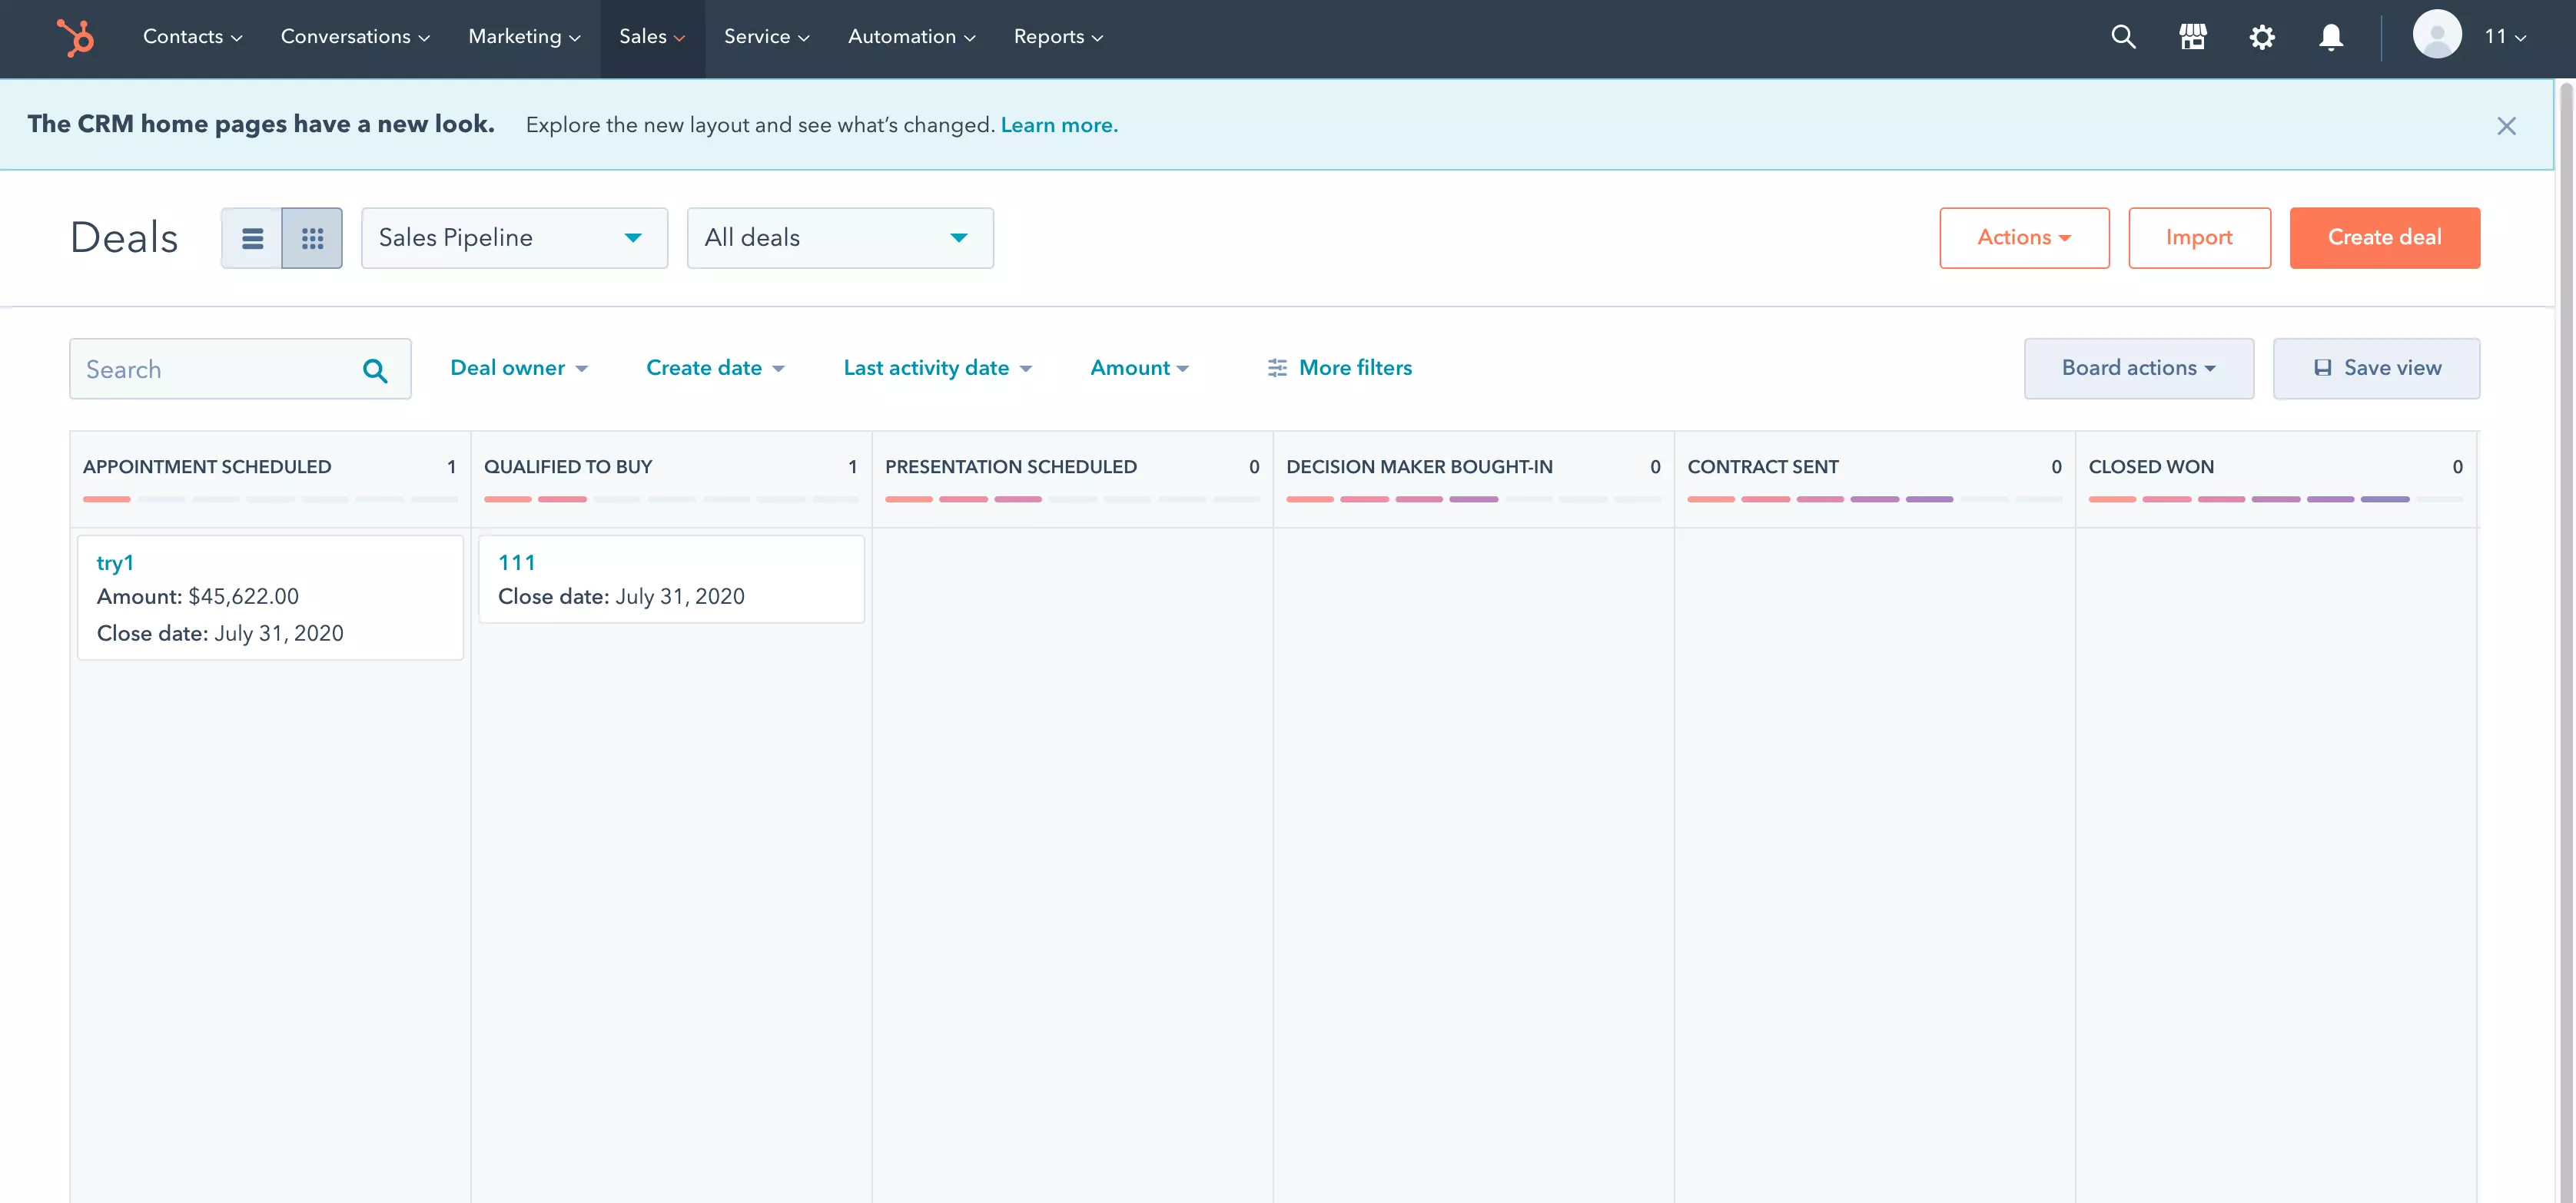 Contacts Conversations Marketing Sales Service Automation Reports 11
The CRM home pages have a new look. Explore the new layout and see what’s changed. Learn more.
Deals Sales Pipeline All deals Actions Import Create deal
Search Deal owner Create date Last activity date Amount More filters Board actions Save view
APPOINTMENT SCHEDULED 1 QUALIFIED TO BUY 1 PRESENTATION SCHEDULED 0 DECISION MAKER BOUGHT-IN 0 CONTRACT SENT 0 CLOSED WON 0
try1
Amount: $45,622.00
Close date: July 31, 2020
111
Close date: July 31, 2020